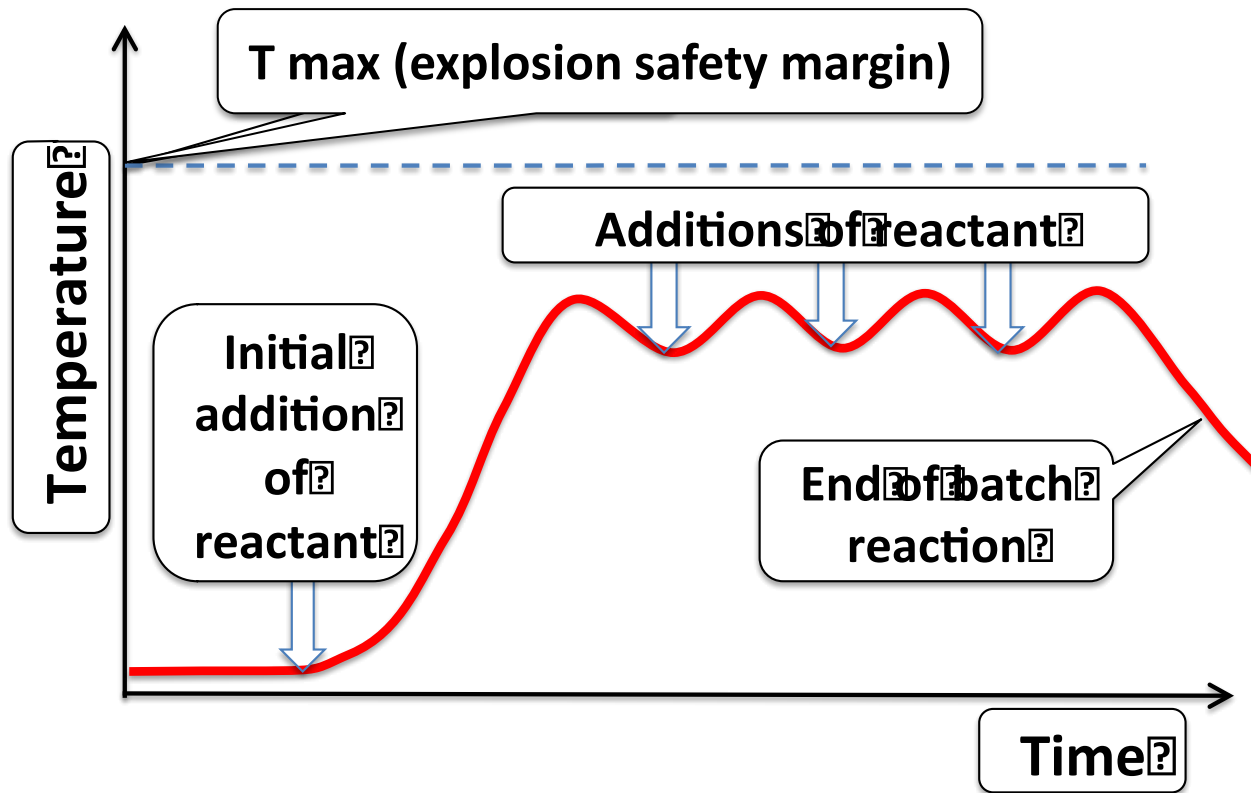 T max (explosion safety margin)
Temperature
Additions of reactant
Initial
addition
of
reactant
End of batch
reaction
Time